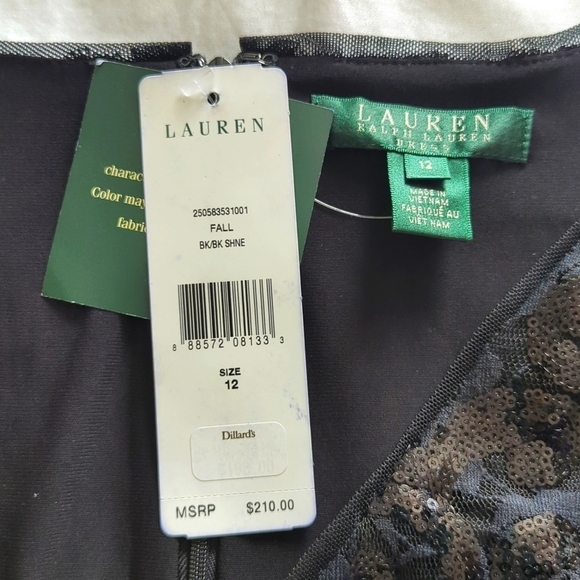 LAUREN
250583531001
FALL
BK/BK SHNE
8 88572 08133 3
SIZE
12
Dillard's
MSRP $210.00
charac
Color may
fabri
LAUREN
RALPH LAUREN
DRESS
12
MADE IN
VIETNAM
FABRIQUÉ AU
VIET NAM